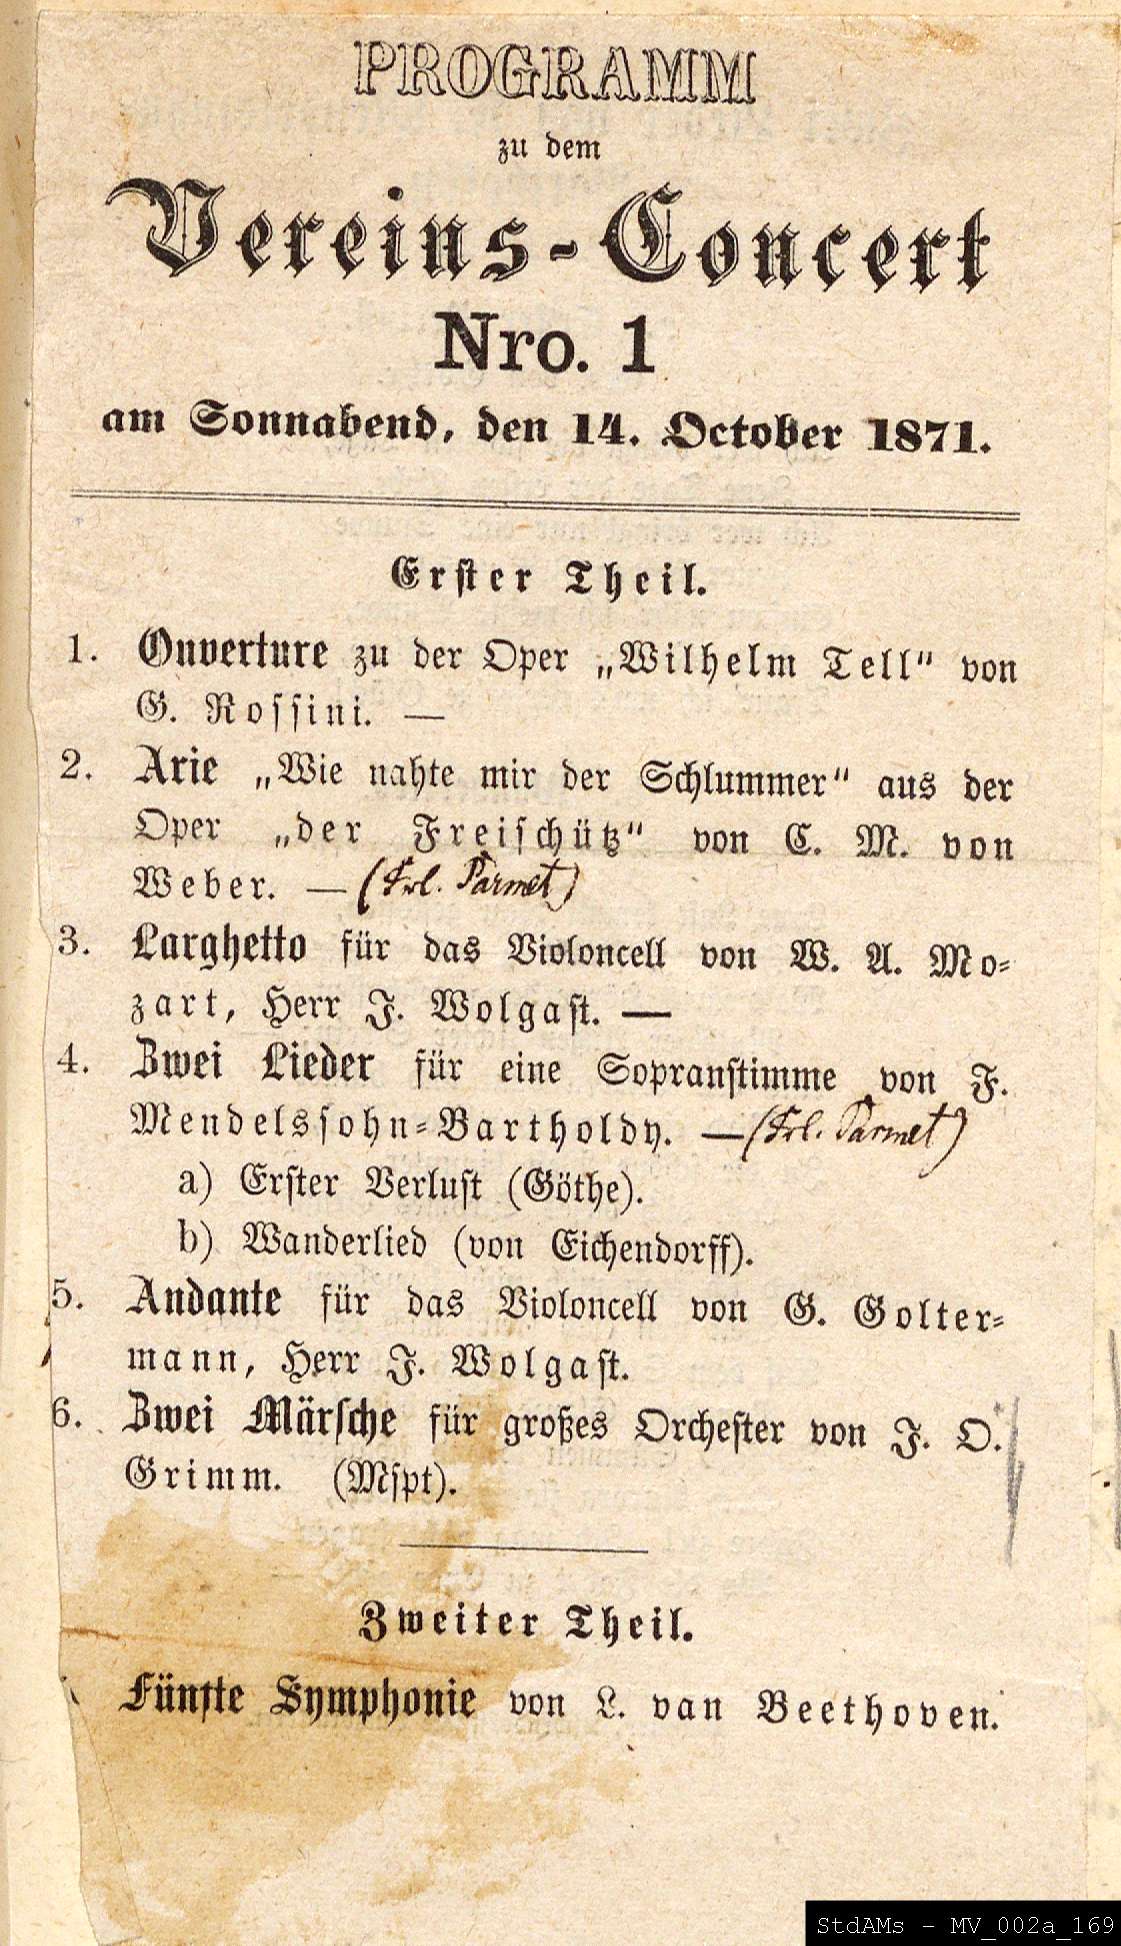 PROGRAMM
zu dem
Vereins-Concert
Nro. 1
am Sonnabend, den 14. October 1871.
Erster Theil.
1. Ouverture zu der Oper „Wilhelm Tell“ von
G. Rossini. —
2. Arie „Wie nahte mir der Schlummer“ aus der
Oper „der Freischütz“ von C. M. von
Weber. — (Frl. Parmet)
3. Larghetto für das Violoncell von W. A. Mo-
zart, Herr J. Wolgast. —
4. Zwei Lieder für eine Sopranstimme von F.
Mendelssohn-Bartholdy. — (Frl. Parmet)
a) Erster Verlust (Göthe).
b) Wanderlied (von Eichendorff).
5. Andante für das Violoncell von G. Golter-
mann, Herr J. Wolgast.
6. Zwei Märsche für großes Orchester von J. O.
Grimm. (Mspt).
Zweiter Theil.
Fünfte Symphonie von L. van Beethoven.
StdAMs - MV_002a_169